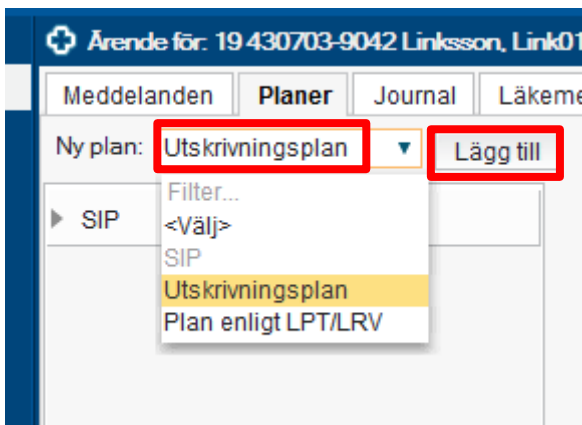 Ärende för: 19 430703-9042 Linksson, Link01
Meddelanden Planer Journal Läkeme
Ny plan: Utskrivningsplan Lägg till
Filter...
SIP
<Välj>
SIP
Utskrivningsplan
Plan enligt LPT/LRV